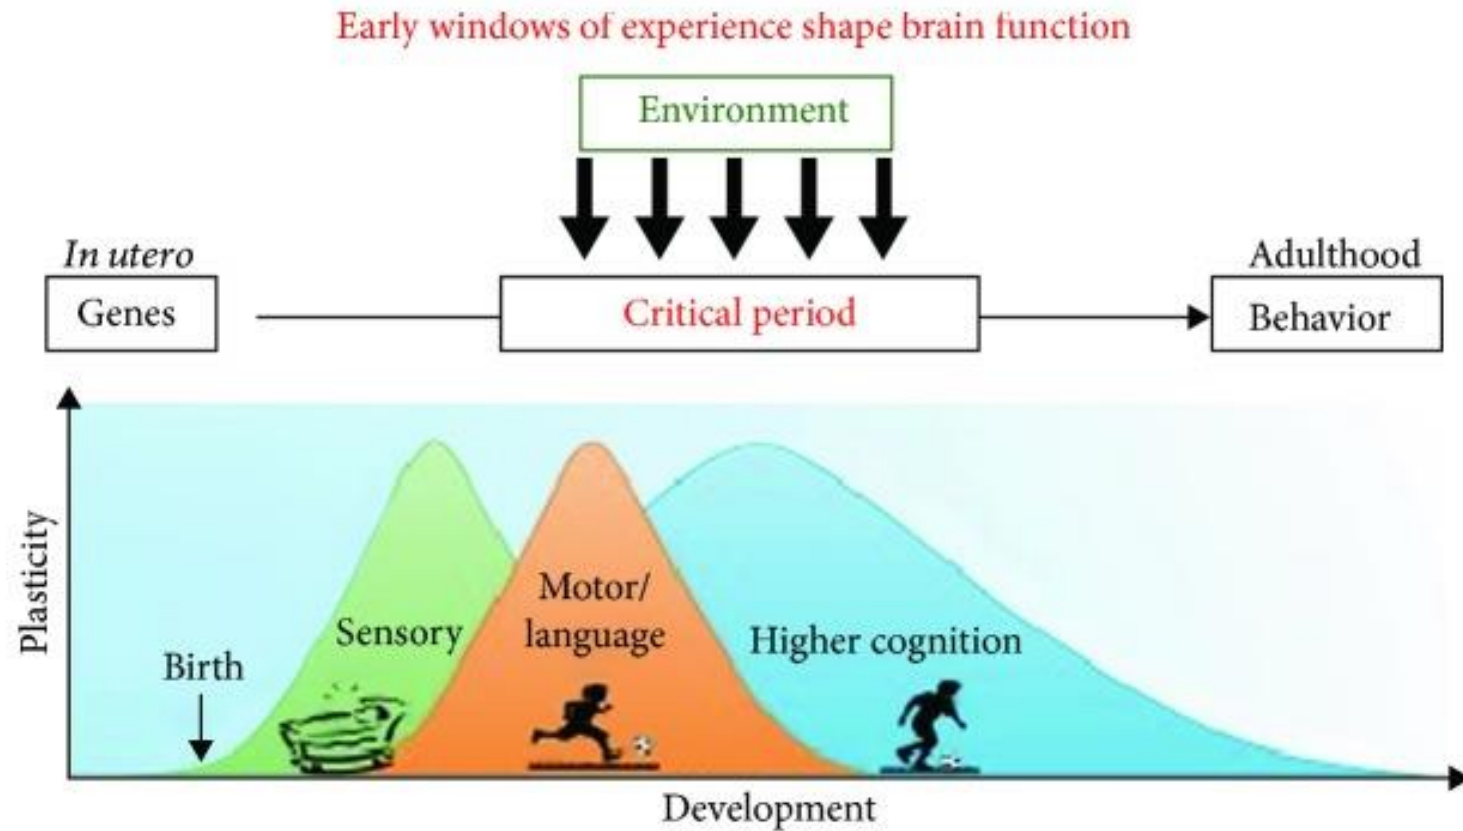 Early windows of experience shape brain function
Environment
In utero
Genes
Critical period
Adulthood
Behavior
Plasticity
Birth
Sensory
Motor/
language
Higher cognition
Development